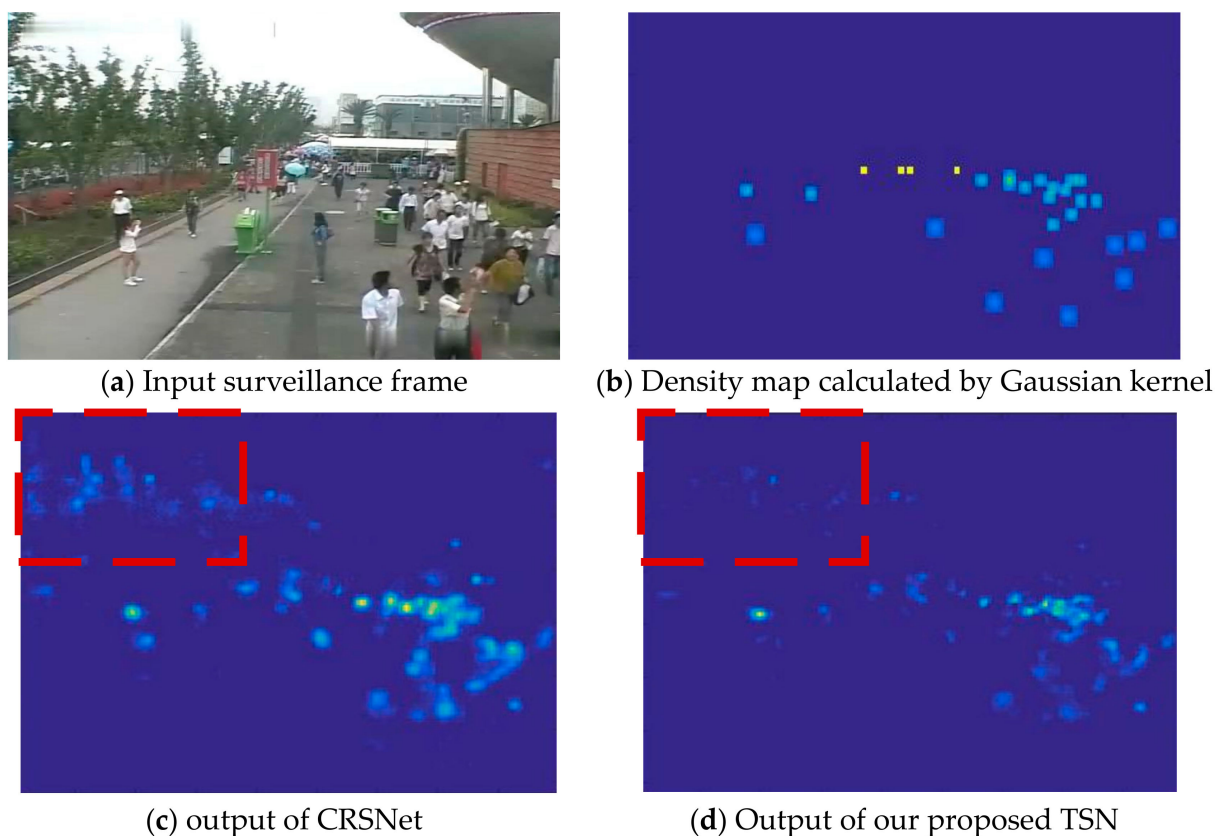 (a) Input surveillance frame
(b) Density map calculated by Gaussian kernel
(c) output of CRSNet
(d) Output of our proposed TSN